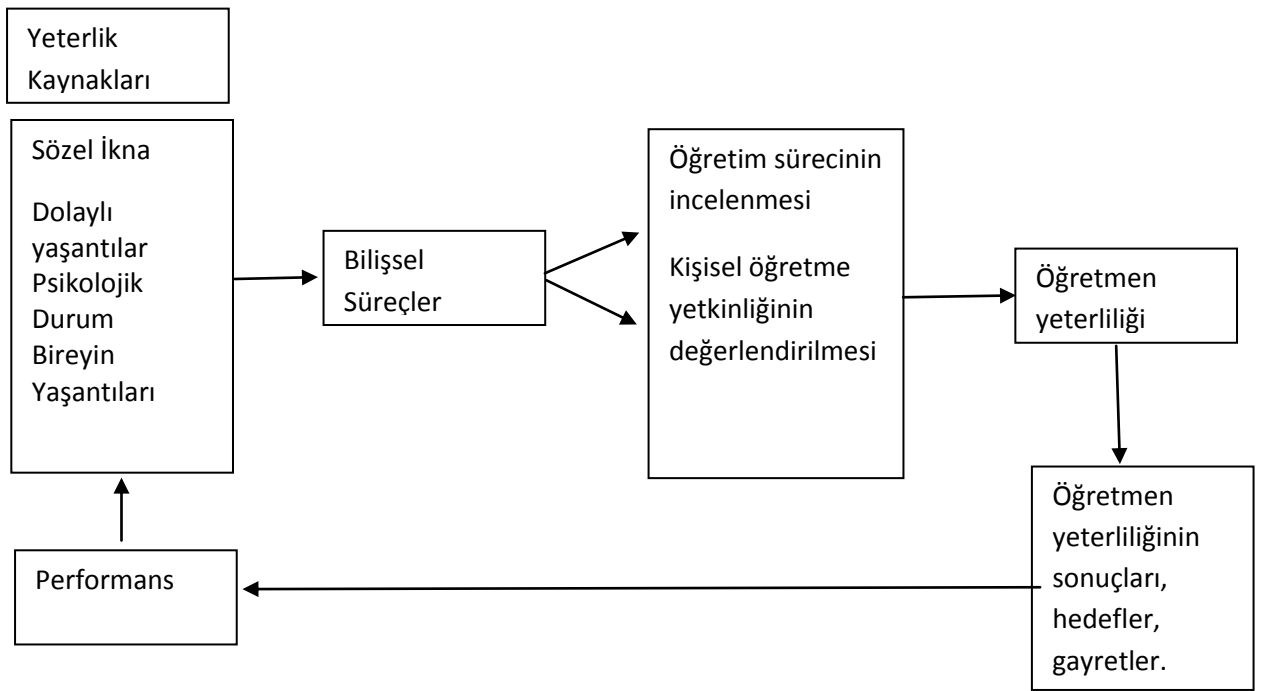 Yeterlik
Kaynakları
Sözel İkna
Dolaylı
yaşantılar
Psikolojik
Durum
Bireyin
Yaşantıları
Bilişsel
Süreçler
Öğretim sürecinin
incelenmesi
Kişisel öğretme
yetkinliğinin
değerlendirilmesi
Öğretmen
yeterliliği
Öğretmen
yeterliliğinin
sonuçları,
hedefler,
gayretler.
Performans